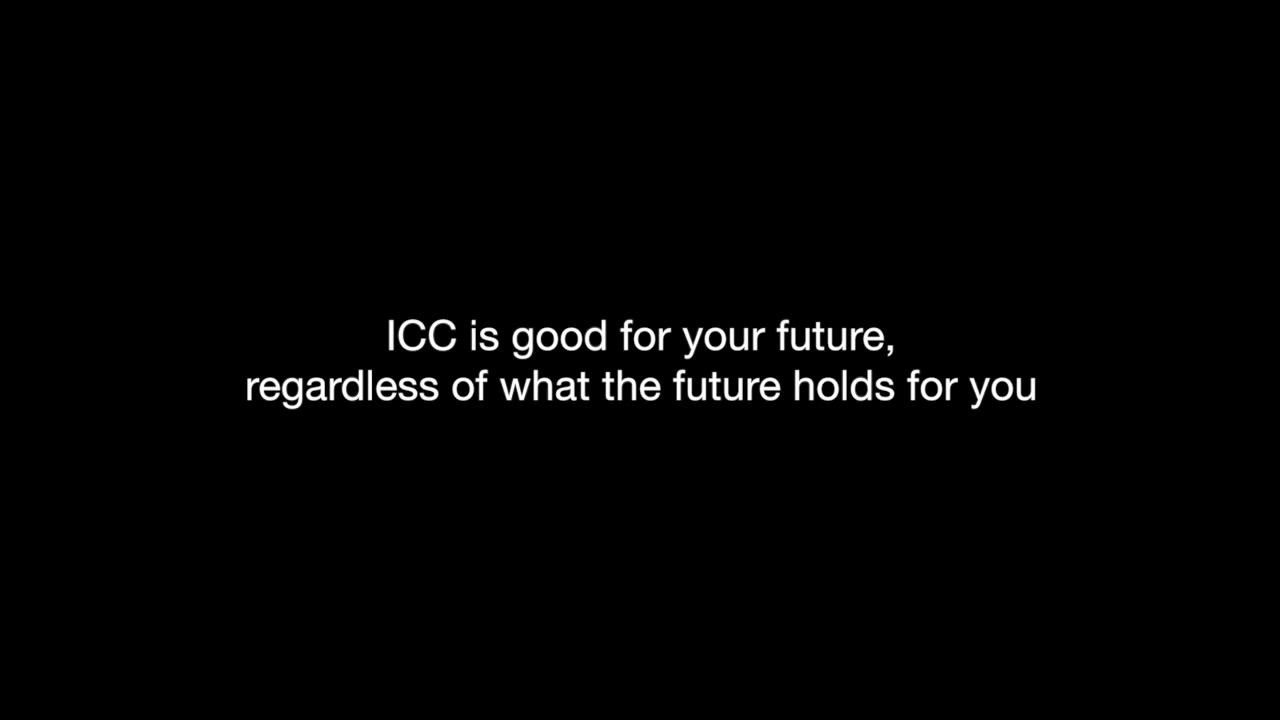 ICC is good for your future,
regardless of what the future holds for you